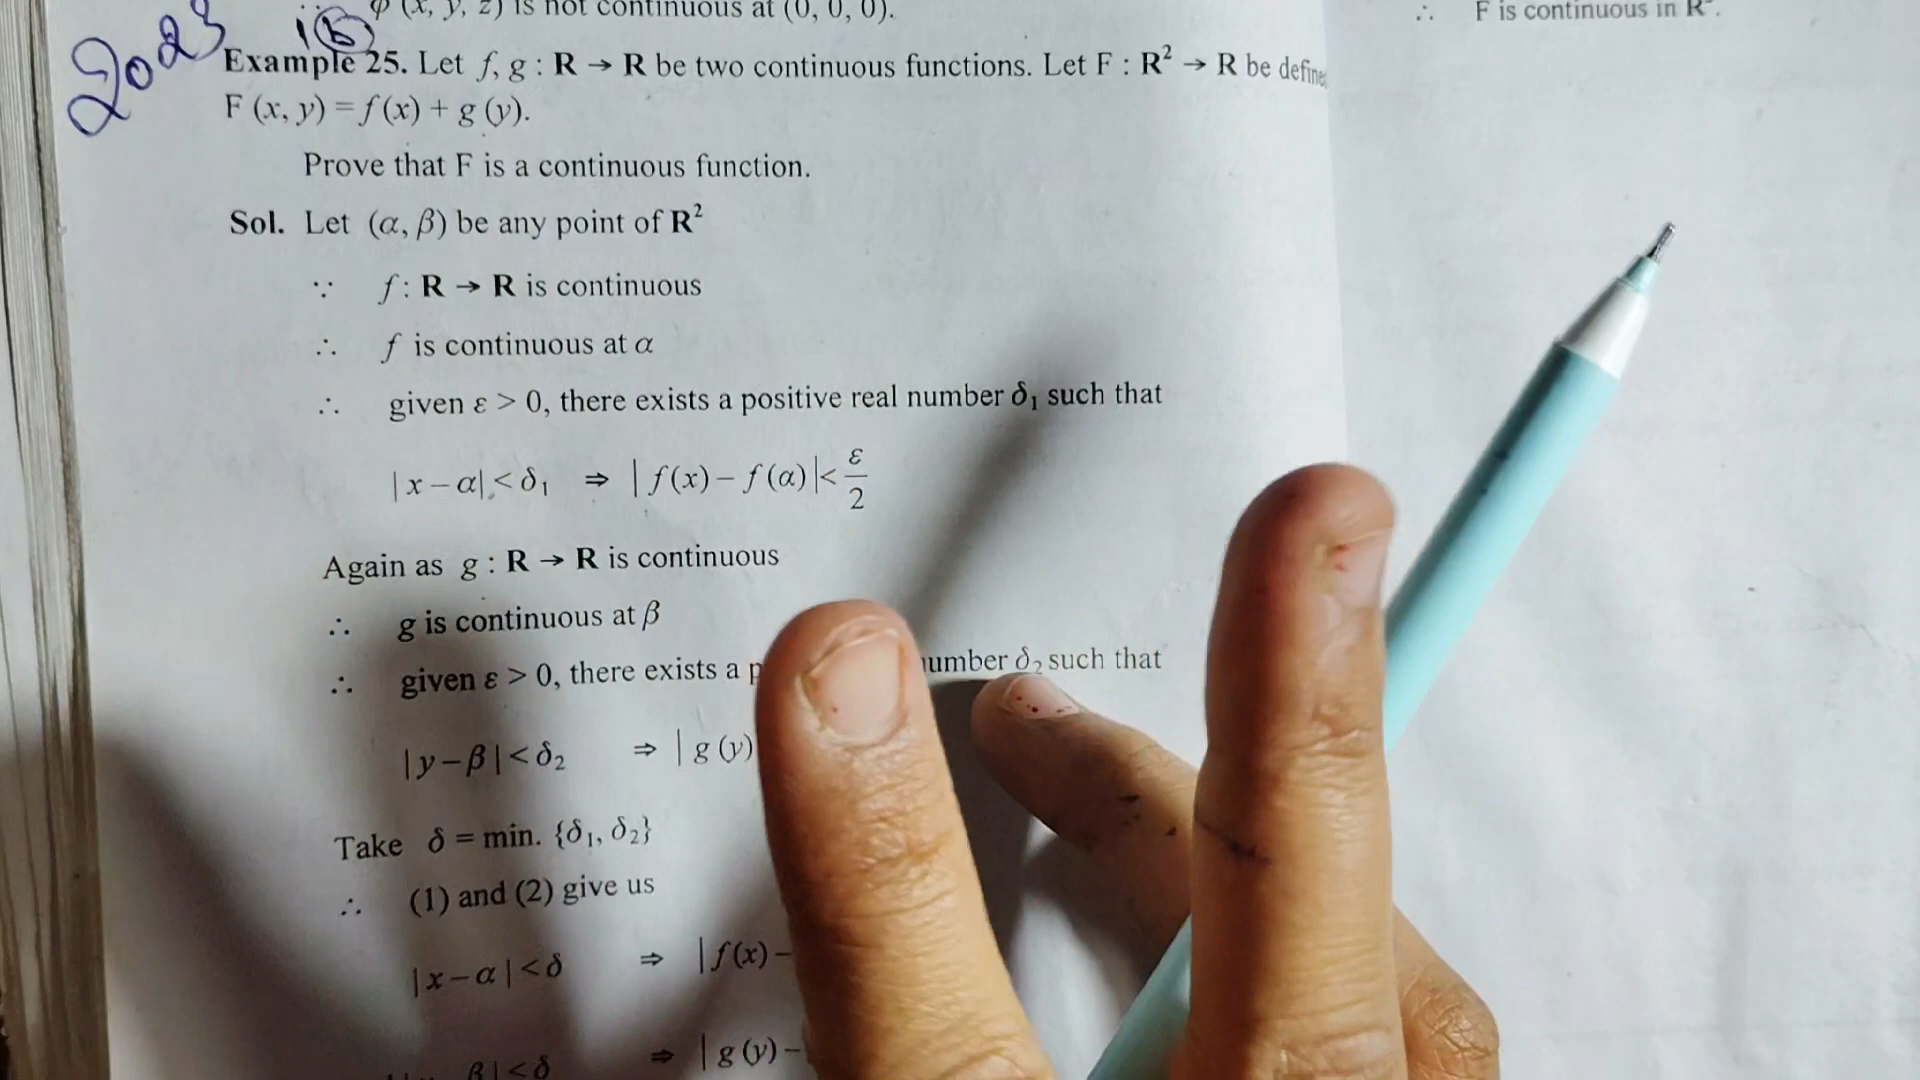 φ (x, y, z) is not continuous at (0, 0, 0).
∴ F is continuous in R².
2023
1(b)
Example 25. Let f, g : R → R be two continuous functions. Let F : R² → R be define
F (x, y) = f(x) + g (y).
Prove that F is a continuous function.
Sol. Let (α, β) be any point of R²
∵ f : R → R is continuous
∴ f is continuous at α
∴ given ε > 0, there exists a positive real number δ₁ such that
| x – α| < δ₁ ⇒ | f(x) – f (α) |< ε/2
Again as g : R → R is continuous
∴ g is continuous at β
∴ given ε > 0, there exists a p umber δ₂ such that
| y – β | < δ₂ ⇒ | g (y)
Take δ = min. {δ₁, δ₂}
∴ (1) and (2) give us
| x – α | < δ ⇒ | f(x) –
β | < δ ⇒ | g (y) –